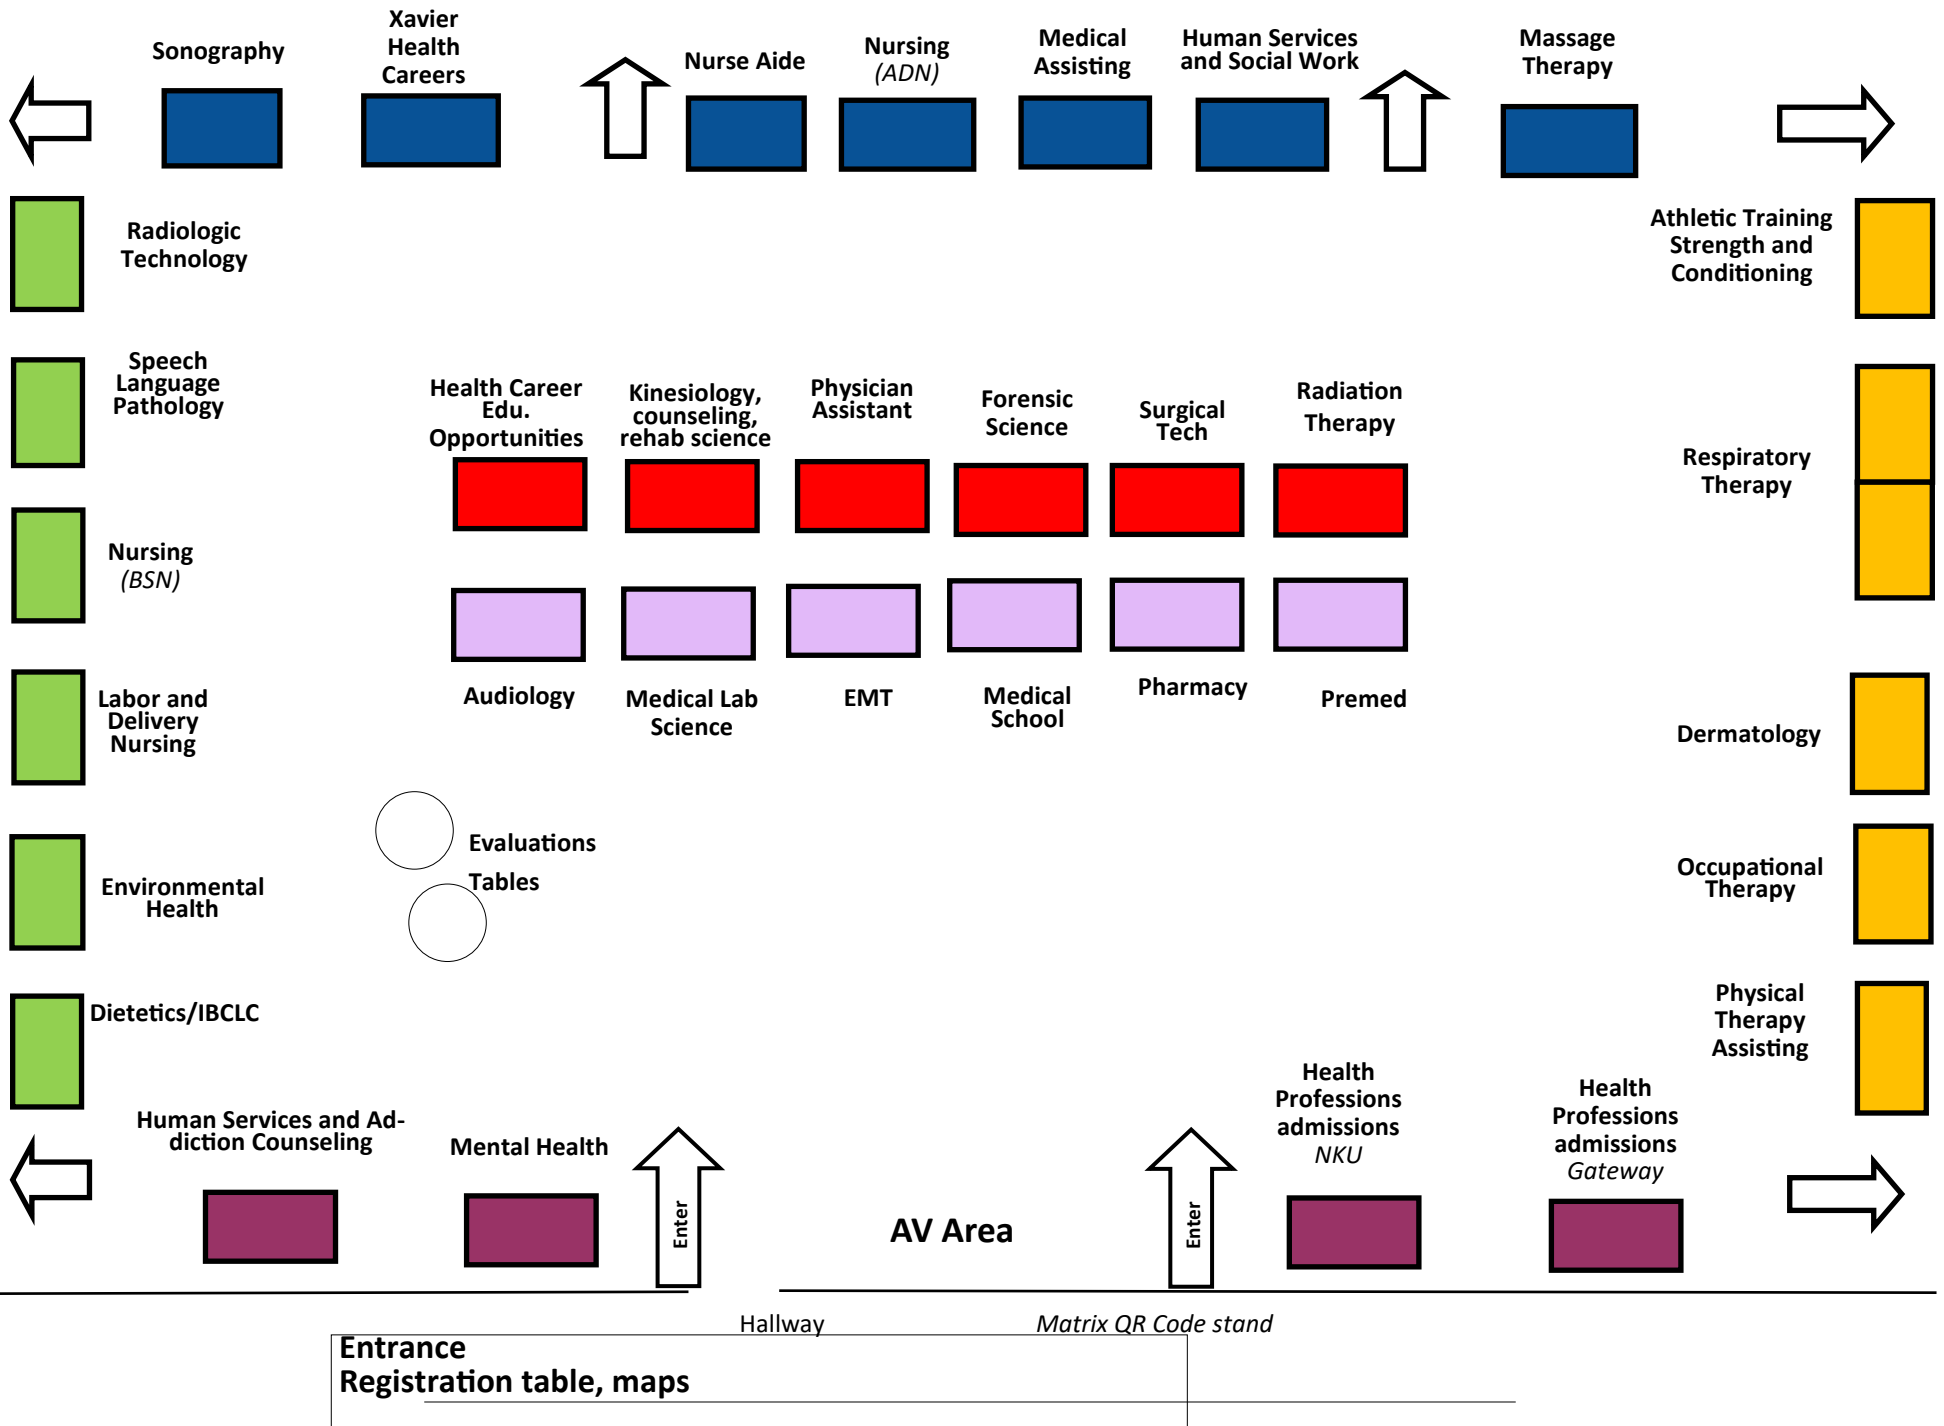 Sonography
Xavier
Health
Careers
Nurse Aide
Nursing
(ADN)
Medical
Assisting
Human Services
and Social Work
Massage
Therapy
Radiologic
Technology
Athletic Training
Strength and
Conditioning
Speech
Language
Pathology
Health Career
Edu.
Opportunities
Kinesiology,
counseling,
rehab science
Physician
Assistant
Forensic
Science
Surgical
Tech
Radiation
Therapy
Respiratory
Therapy
Nursing
(BSN)
Labor and
Delivery
Nursing
Audiology
Medical Lab
Science
EMT
Medical
School
Pharmacy
Premed
Dermatology
Evaluations
Tables
Environmental
Health
Occupational
Therapy
Dietetics/IBCLC
Physical
Therapy
Assisting
Human Services and Ad-
diction Counseling
Mental Health
Enter
AV Area
Enter
Health
Professions
admissions
NKU
Health
Professions
admissions
Gateway
Hallway
Matrix QR Code stand
Entrance
Registration table, maps